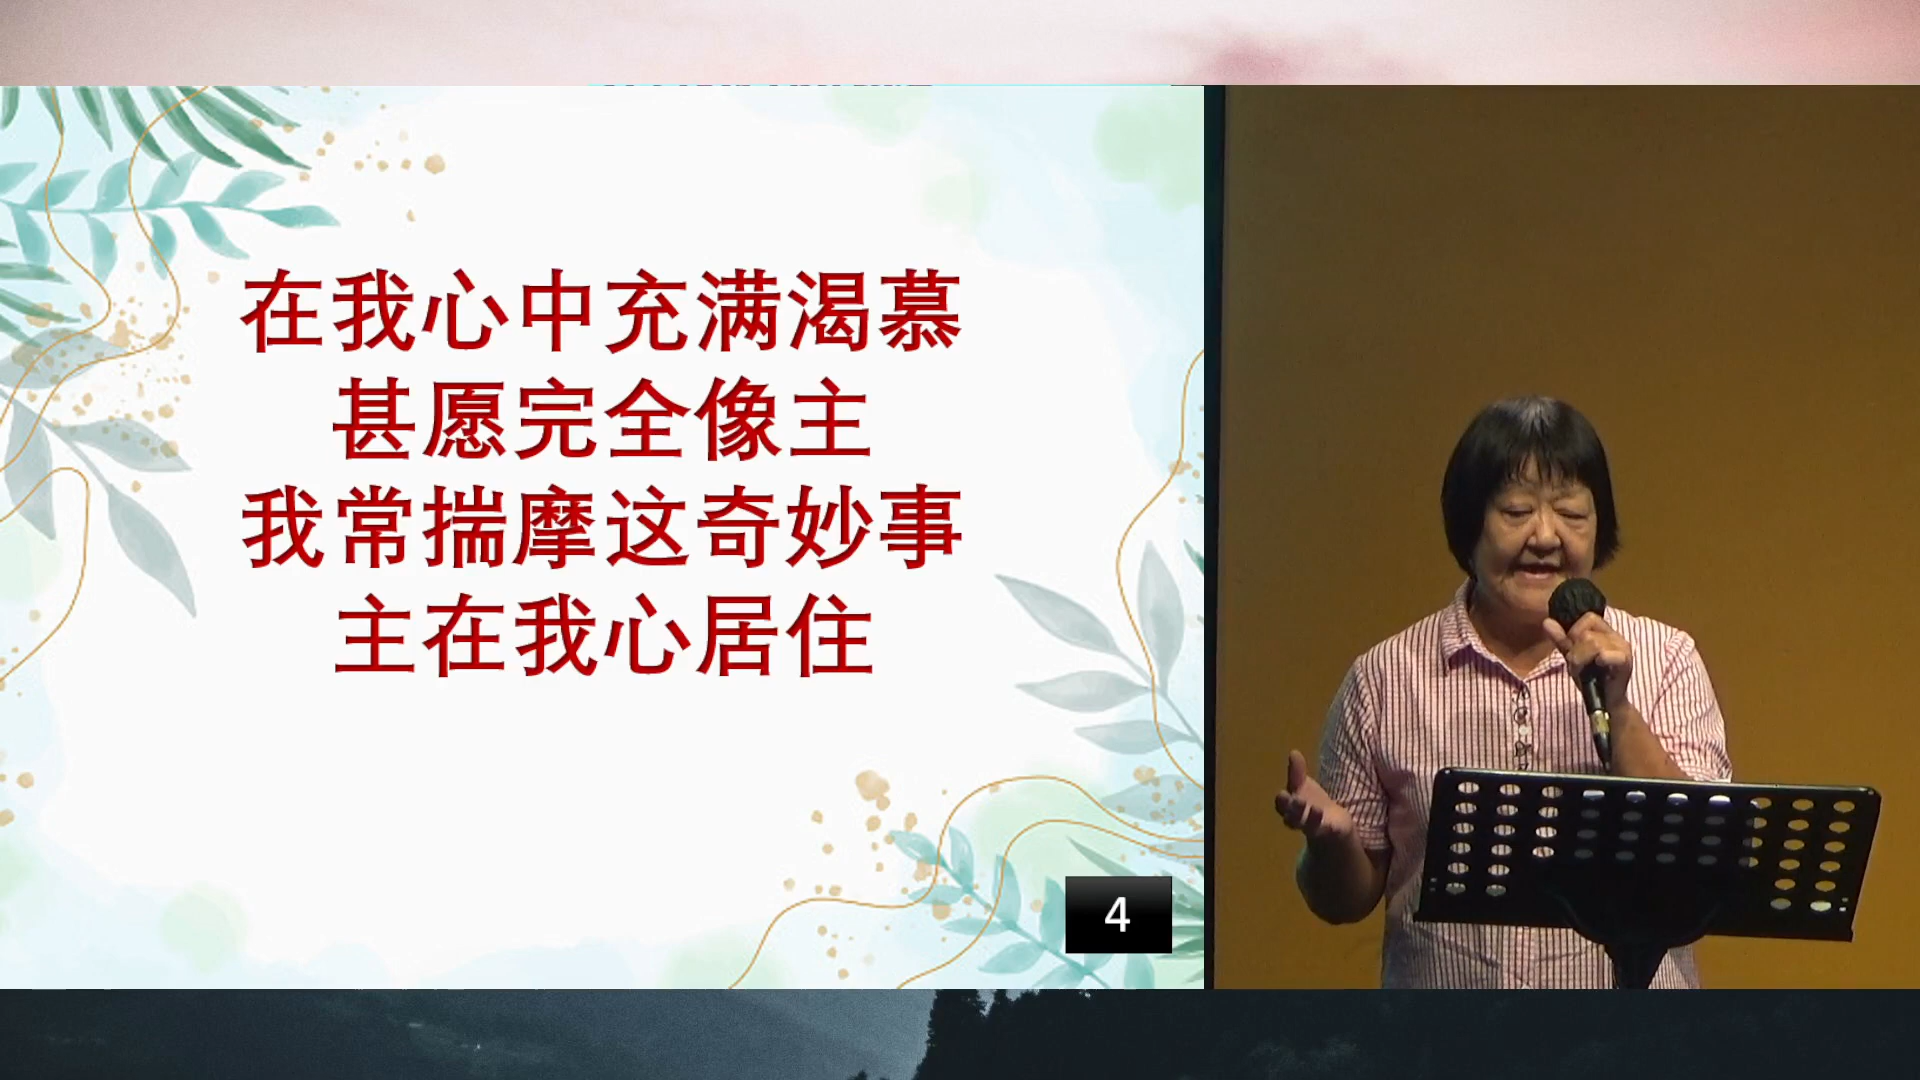 在我心中充满渴慕
甚愿完全像主
我常揣摩这奇妙事
主在我心居住
4